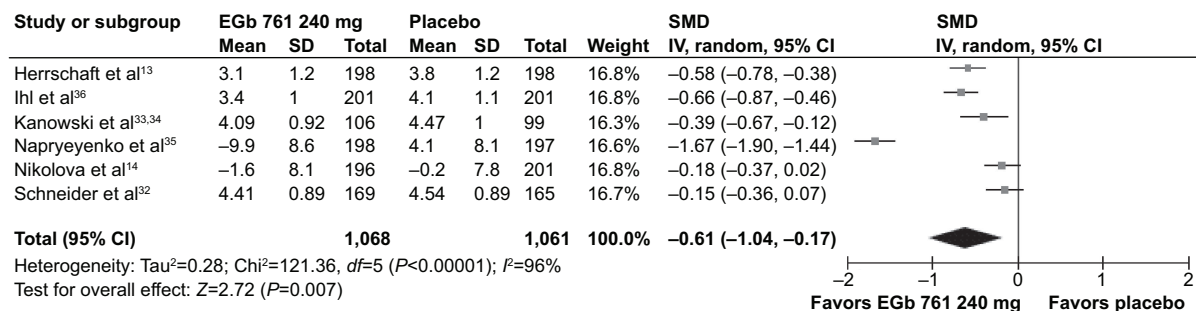 Study or subgroup EGb 761 240 mg Placebo SMD SMD
Mean SD Total Mean SD Total Weight IV, random, 95% CI IV, random, 95% CI
Herrschaft et al¹³ 3.1 1.2 198 3.8 1.2 198 16.8% –0.58 (–0.78, –0.38)
Ihl et al³⁶ 3.4 1 201 4.1 1.1 201 16.8% –0.66 (–0.87, –0.46)
Kanowski et al³³,³⁴ 4.09 0.92 106 4.47 1 99 16.3% –0.39 (–0.67, –0.12)
Napryeyenko et al³⁵ –9.9 8.6 198 4.1 8.1 197 16.6% –1.67 (–1.90, –1.44)
Nikolova et al¹⁴ –1.6 8.1 196 –0.2 7.8 201 16.8% –0.18 (–0.37, 0.02)
Schneider et al³² 4.41 0.89 169 4.54 0.89 165 16.7% –0.15 (–0.36, 0.07)
Total (95% CI) 1,068 1,061 100.0% –0.61 (–1.04, –0.17)
Heterogeneity: Tau²=0.28; Chi²=121.36, df=5 (P<0.00001); I²=96%
Test for overall effect: Z=2.72 (P=0.007)
–2 –1 0 1 2
Favors EGb 761 240 mg Favors placebo